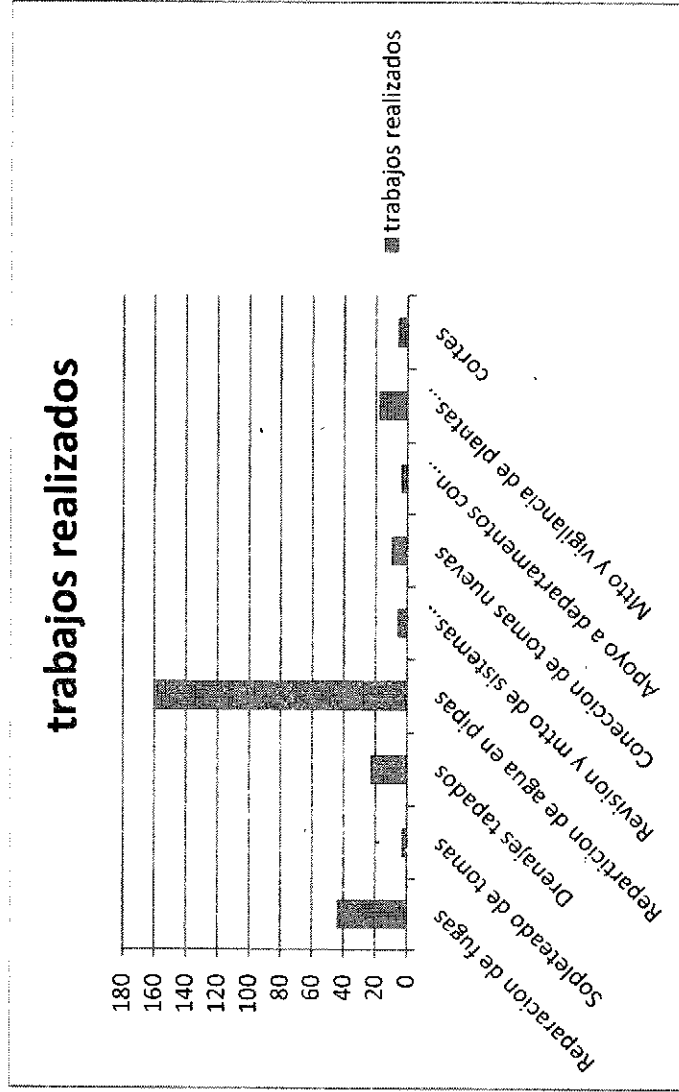 trabajos realizados
180
160
140
120
100
80
60
40
20
0
Reparacion de fugas
Sopleteado de tomas
Drenajes tapados
Reparticion de agua en pipas
Revision y mtto de sistemas...
Coneccion de tomas nuevas
Apoyo a departamentos con...
Mtto y vigilancia de plantas...
cortes
trabajos realizados